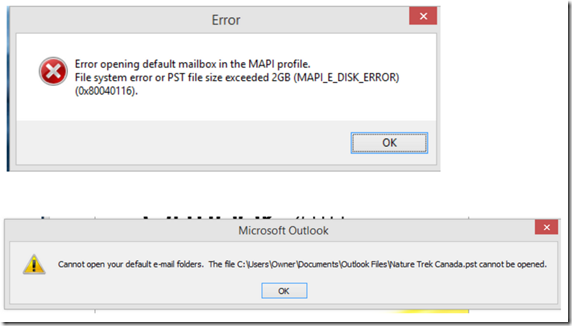 Error
Error opening default mailbox in the MAPI profile.
File system error or PST file size exceeded 2GB (MAPI_E_DISK_ERROR)
(0x80040116).
OK
Microsoft Outlook
Cannot open your default e-mail folders. The file C:\Users\Owner\Documents\Outlook Files\Nature Trek Canada.pst cannot be opened.
OK